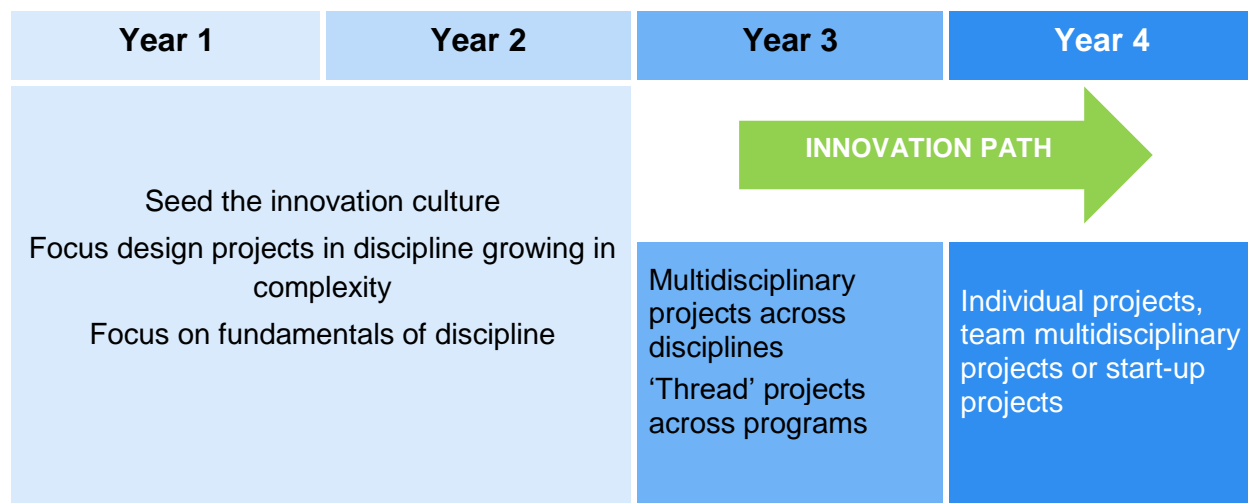 Year 1
Year 2
Year 3
Year 4
Seed the innovation culture
Focus design projects in discipline growing in
complexity
Focus on fundamentals of discipline
INNOVATION PATH
Multidisciplinary
projects across
disciplines
‘Thread’ projects
across programs
Individual projects,
team multidisciplinary
projects or start-up
projects